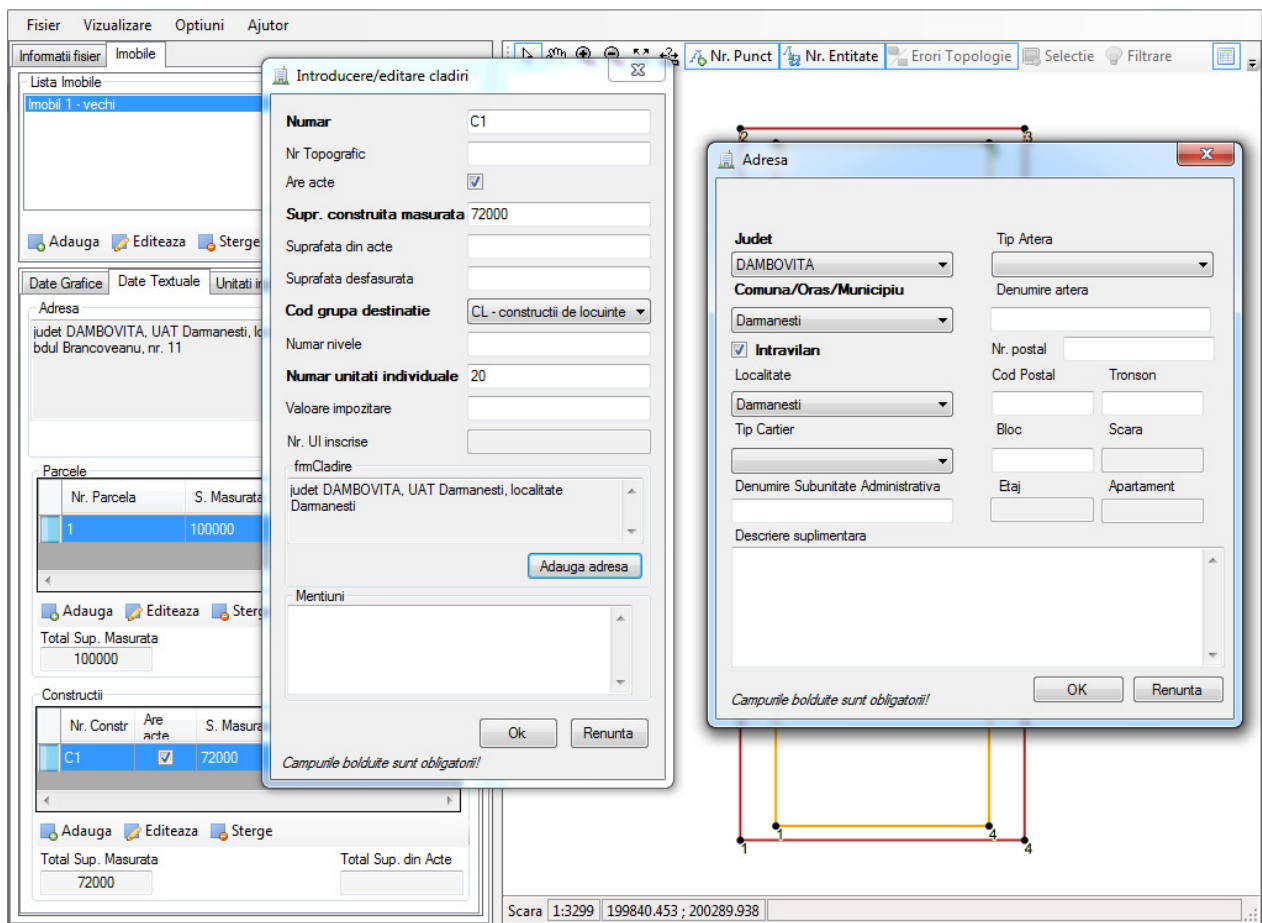 Fisier Vizualizare Optiuni Ajutor
Informatii fisier Imobile
Lista Imobile
Imobil 1 - vechi
Adauga Editeaza Sterge
Date Grafice Date Textuale Unitati in
Adresa
judet DAMBOVITA, UAT Darmanesti, lo
bdul Brancoveanu, nr. 11
Parcele
Nr. Parcela S. Masurata
1 100000
Adauga Editeaza Sterg
Total Sup. Masurata
100000
Constructii
Nr. Constr Are acte S. Masura
C1 72000
Adauga Editeaza Sterge
Total Sup. Masurata Total Sup. din Acte
72000
Introducere/editare cladiri
Numar C1
Nr Topografic
Are acte
Supr. construita masurata 72000
Suprafata din acte
Suprafata desfasurata
Cod grupa destinatie CL - constructii de locuinte
Numar nivele
Numar unitati individuale 20
Valoare impozitare
Nr. UI inscrise
frmCladire
judet DAMBOVITA, UAT Darmanesti, localitate
Darmanesti
Adauga adresa
Mentiuni
Ok Renunta
Campurile bolduite sunt obligatorii!
Nr. Punct Nr. Entitate Erori Topologie Selectie Filtrare
2 3
Adresa
Judet Tip Artera
DAMBOVITA
Comuna/Oras/Municipiu Denumire artera
Darmanesti
Intravilan Nr. postal
Localitate Cod Postal Tronson
Darmanesti
Tip Cartier Bloc Scara
Denumire Subunitate Administrativa Etaj Apartament
Descriere suplimentara
OK Renunta
Campurile bolduite sunt obligatorii!
1 4
1 4
Scara 1:3299 199840.453 ; 200289.938